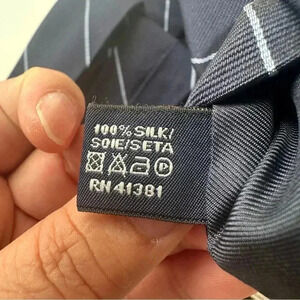 100% SILK/
SOIE/SETA
RN 41381